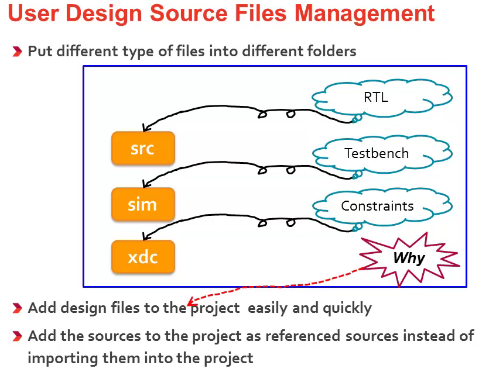 User Design Source Files Management
Put different type of files into different folders
RTL
src
Testbench
sim
Constraints
xdc
Why
Add design files to the project easily and quickly
Add the sources to the project as referenced sources instead of
importing them into the project